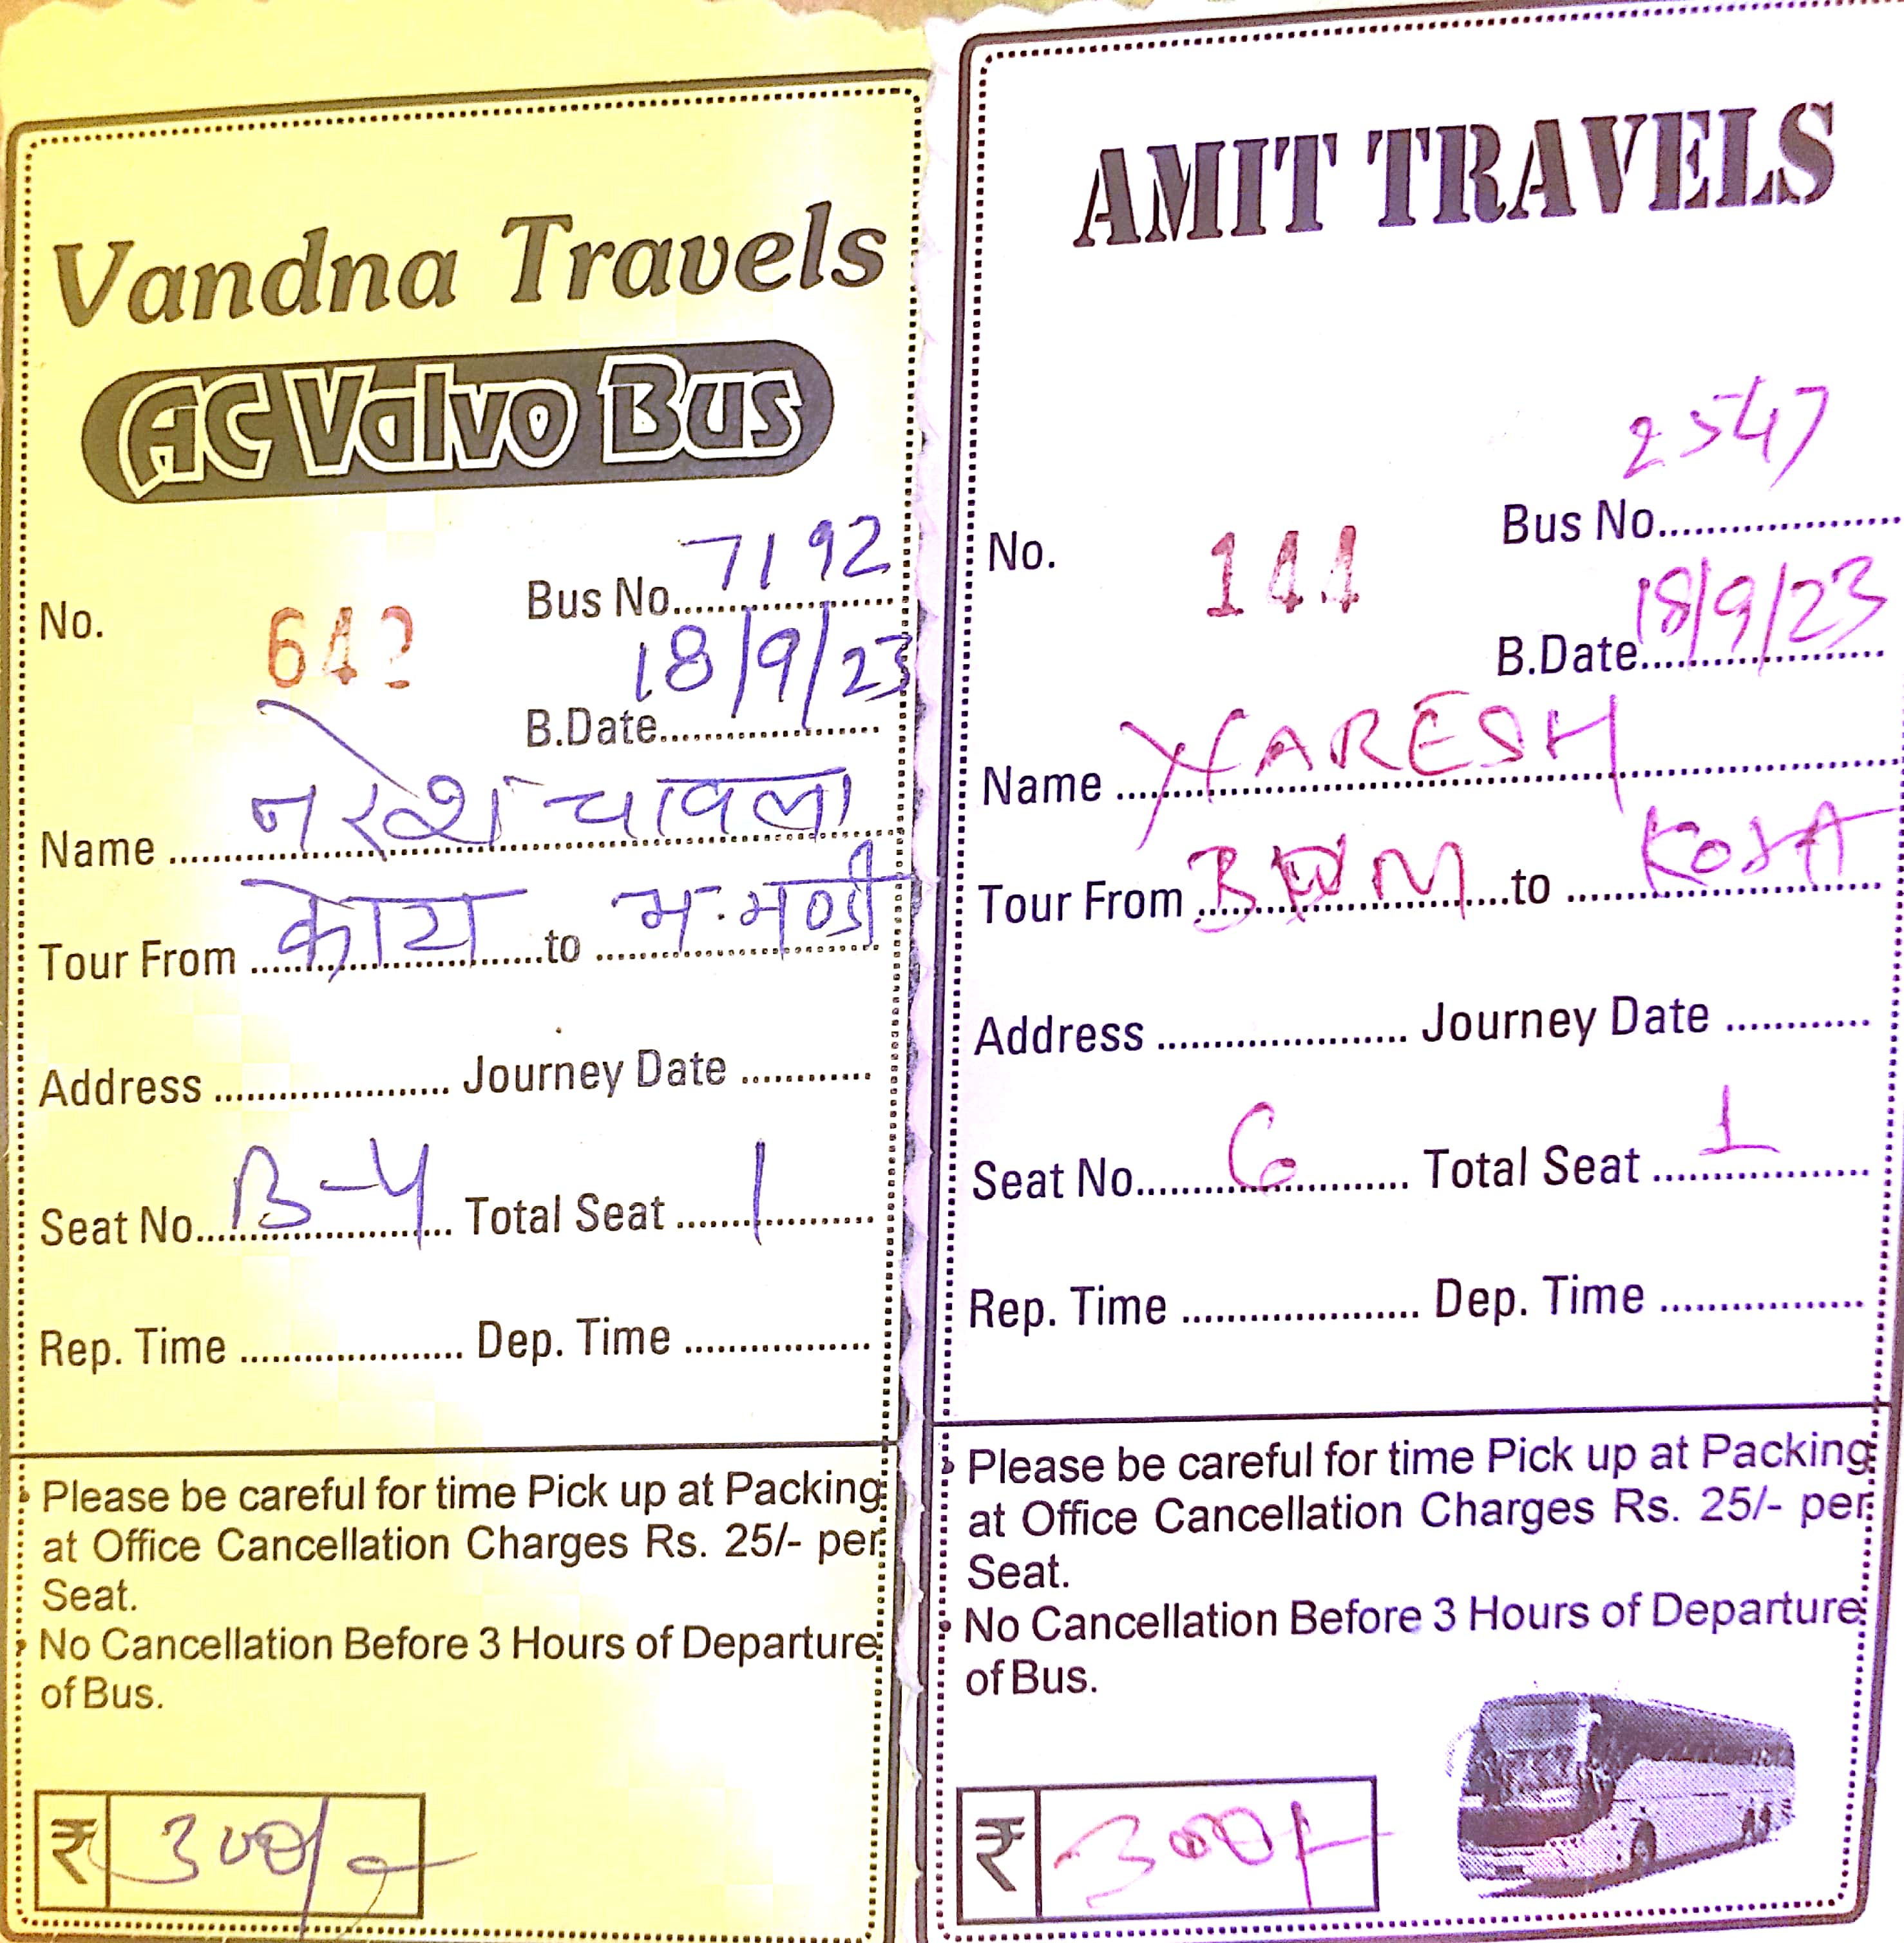 Vandna Travels
AC Valvo Bus
No. 642 Bus No. 7192
B.Date 18/9/23
Name नरेश चावला
Tour From कोटा to भ. मण्डी
Address Journey Date
Seat No. B-4 Total Seat 1
Rep. Time Dep. Time
Please be careful for time Pick up at Packing
at Office Cancellation Charges Rs. 25/- per
Seat.
No Cancellation Before 3 Hours of Departure
of Bus.
₹ 300/-
AMIT TRAVELS
No. 144 Bus No. 2547
B.Date 18/9/23
Name NARESH
Tour From to KOTA
Address Journey Date
Seat No. 6 Total Seat 1
Rep. Time Dep. Time
Please be careful for time Pick up at Packing
at Office Cancellation Charges Rs. 25/- per
Seat.
No Cancellation Before 3 Hours of Departure
of Bus.
₹ 300/-